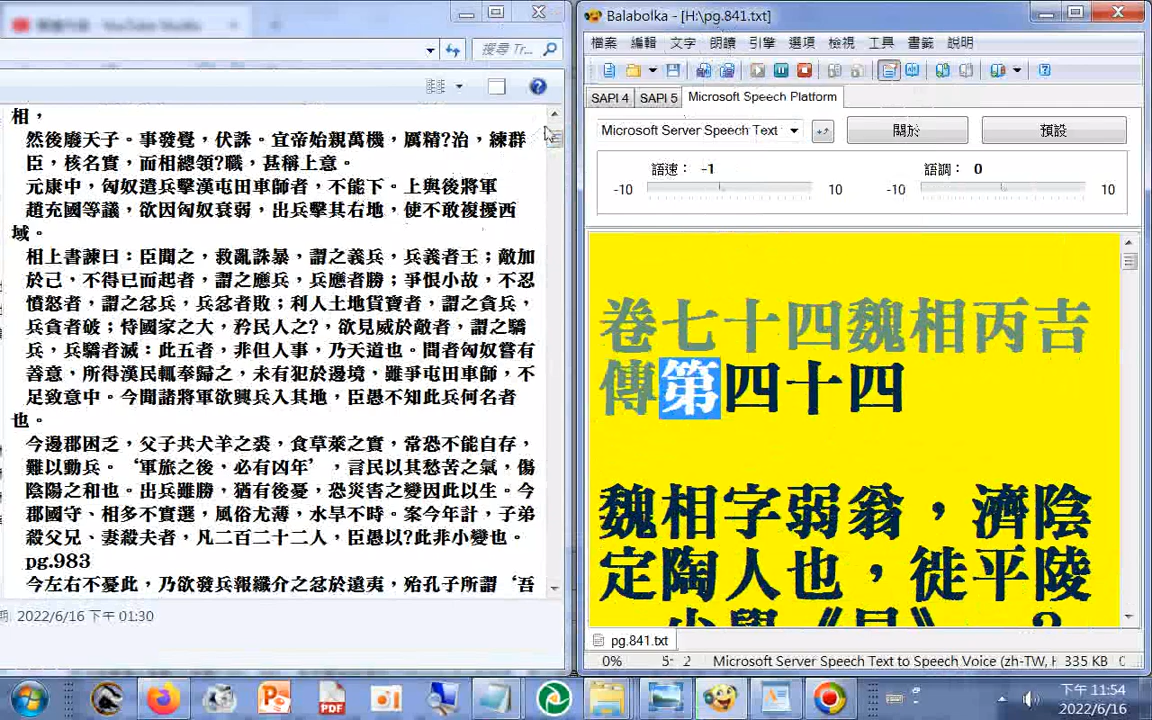 搜尋 Tr...
相，
然後廢天子。事發覺，伏誅。宣帝始親萬機，厲精?治，練群
臣，核名實，而相總領?職，甚稱上意。
元康中，匈奴遣兵擊漢屯田車師者，不能下。上與後將軍
趙充國等議，欲因匈奴衰弱，出兵擊其右地，使不敢複擾西
域。
相上書諫曰：臣聞之，救亂誅暴，謂之義兵，兵義者王；敵加
於己，不得已而起者，謂之應兵，兵應者勝；爭恨小故，不忍
憤怒者，謂之忿兵，兵忿者敗；利人土地貨寶者，謂之貪兵，
兵貪者破；恃國家之大，矜民人之?，欲見威於敵者，謂之驕
兵，兵驕者滅：此五者，非但人事，乃天道也。間者匈奴嘗有
善意，所得漢民輒奉歸之，未有犯於邊境，雖爭屯田車師，不
足致意中。今聞諸將軍欲興兵入其地，臣愚不知此兵何名者
也。
今邊郡困乏，父子共犬羊之裘，食草萊之實，常恐不能自存，
難以動兵。‘軍旅之後，必有凶年’，言民以其愁苦之氣，傷
陰陽之和也。出兵雖勝，猶有後憂，恐災害之變因此以生。今
郡國守、相多不實選，風俗尤薄，水旱不時。案今年計，子弟
殺父兄、妻殺夫者，凡二百二十二人，臣愚以?此非小變也。
pg.983
今左右不憂此，乃欲發兵報纖介之忿於遠夷，殆孔子所謂‘吾
2022/6/16 下午 01:30
Balabolka - [H:\pg.841.txt]
檔案 編輯 文字 朗讀 引擎 選項 檢視 工具 書籤 說明
SAPI 4 SAPI 5 Microsoft Speech Platform
Microsoft Server Speech Text 關於 預設
語速： -1 語調： 0
-10 10 -10 10
卷七十四魏相丙吉
傳第四十四
魏相字弱翁，濟陰
定陶人也，徙平陵
pg.841.txt
0% 5: 2 Microsoft Server Speech Text to Speech Voice (zh-TW, H 335 KB
下午 11:54
2022/6/16